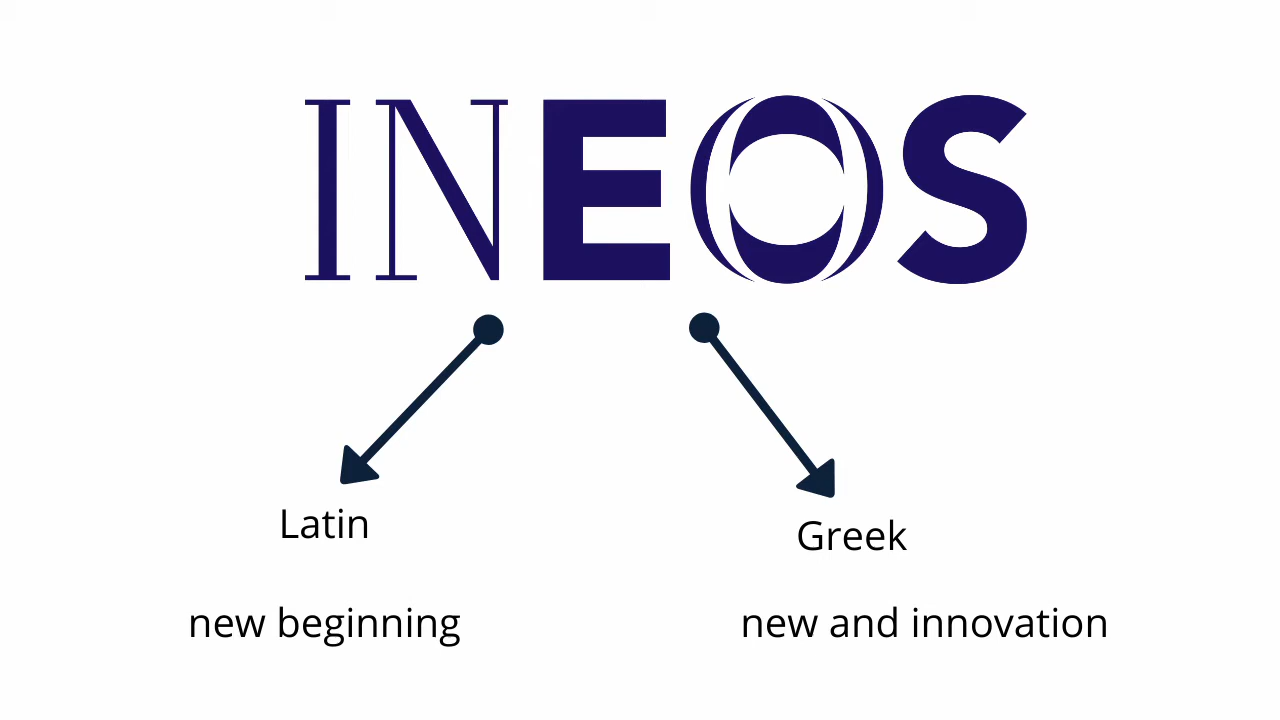 INEOS
Latin
Greek
new beginning
new and innovation